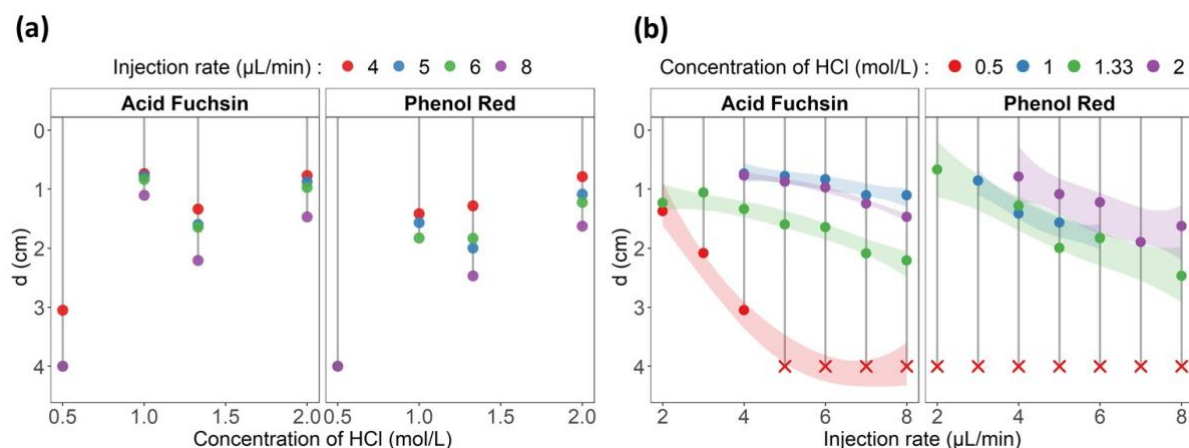 (a)
Injection rate (µL/min) : 4 5 6 8
Acid Fuchsin Phenol Red
0
1
2
3
4
d (cm)
0.5 1.0 1.5 2.0 0.5 1.0 1.5 2.0
Concentration of HCl (mol/L)
(b)
Concentration of HCl (mol/L) : 0.5 1 1.33 2
Acid Fuchsin Phenol Red
0
1
2
3
4
d (cm)
2 4 6 8 2 4 6 8
Injection rate (µL/min)